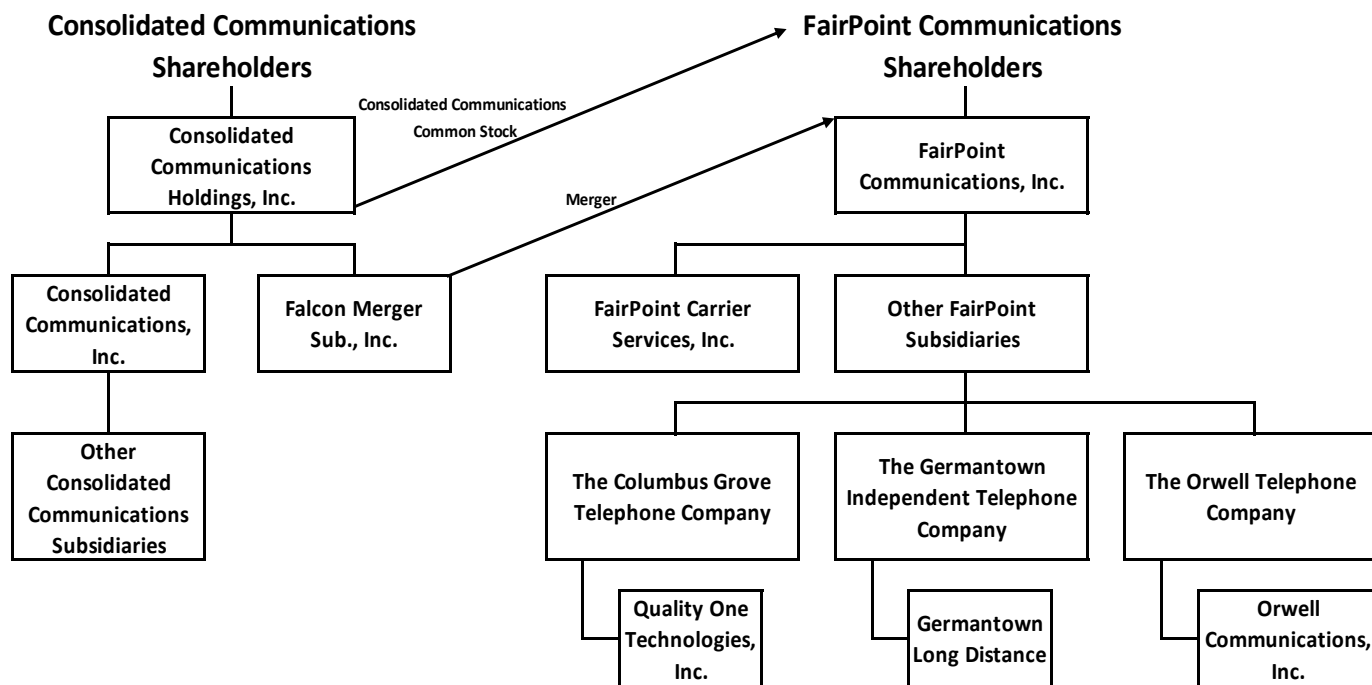 Consolidated Communications
Shareholders
FairPoint Communications
Shareholders
Consolidated Communications
Common Stock
Consolidated
Communications
Holdings, Inc.
FairPoint
Communications, Inc.
Merger
Consolidated
Communications,
Inc.
Falcon Merger
Sub., Inc.
FairPoint Carrier
Services, Inc.
Other FairPoint
Subsidiaries
Other
Consolidated
Communications
Subsidiaries
The Columbus Grove
Telephone Company
The Germantown
Independent Telephone
Company
The Orwell Telephone
Company
Quality One
Technologies,
Inc.
Germantown
Long Distance
Orwell
Communications,
Inc.